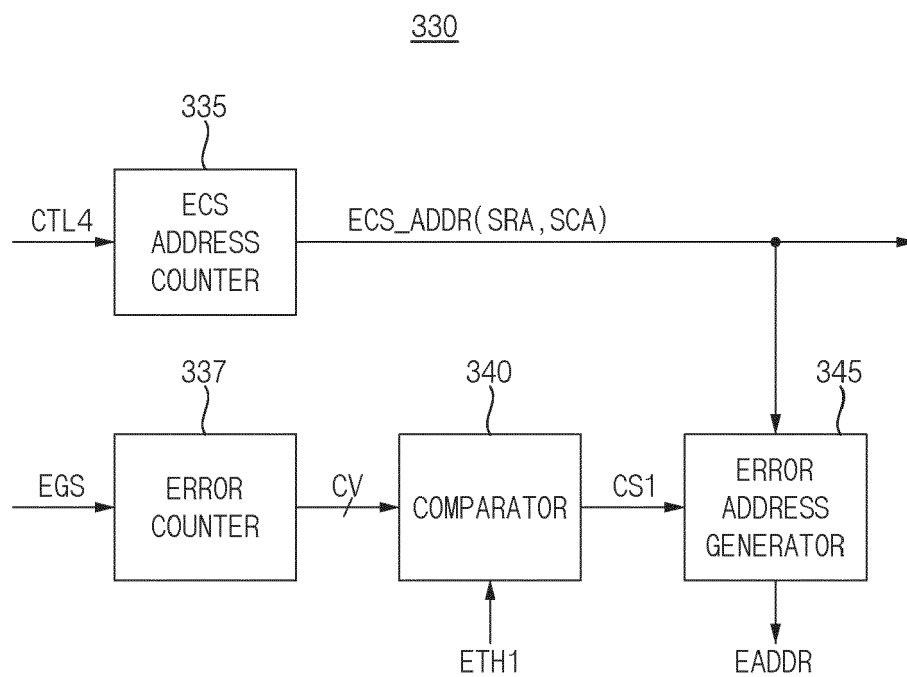 330
335
CTL4
ECS
ADDRESS
COUNTER
ECS_ADDR(SRA,SCA)
337
340
345
EGS
ERROR
COUNTER
CV
COMPARATOR
CS1
ERROR
ADDRESS
GENERATOR
ETH1
EADDR